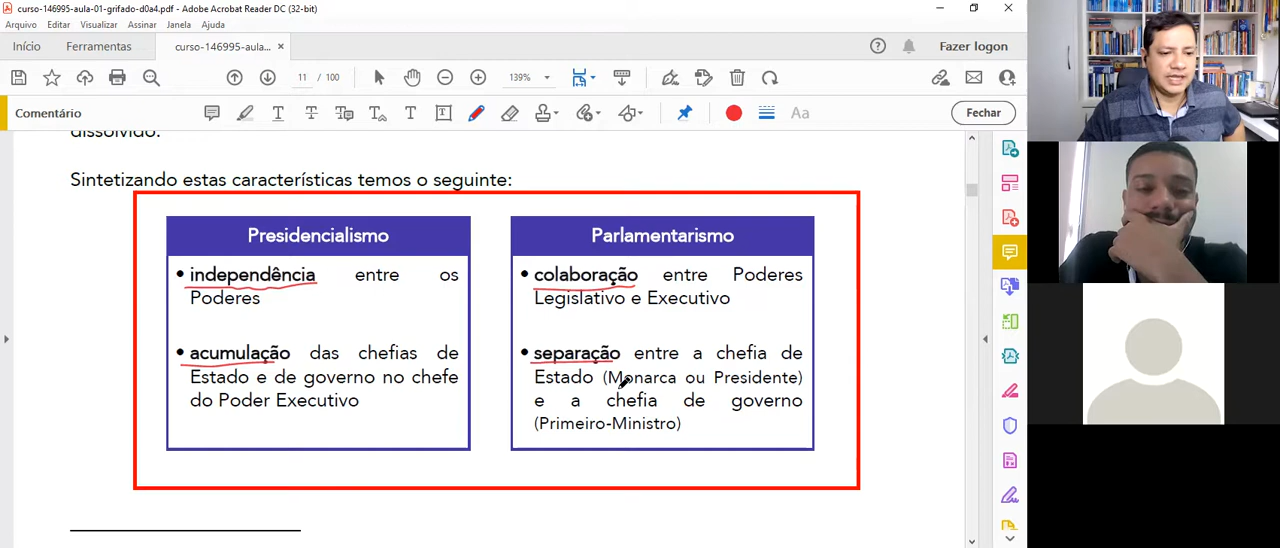 curso-146995-aula-01-grifado-d0a4.pdf - Adobe Acrobat Reader DC (32-bit)
Arquivo Editar Visualizar Assinar Janela Ajuda
Início Ferramentas curso-146995-aula... × Fazer logon
11 / 100 139%
Comentário Fechar
dissolvido.
Sintetizando estas características temos o seguinte:
Presidencialismo
• independência entre os
Poderes
• acumulação das chefias de
Estado e de governo no chefe
do Poder Executivo
Parlamentarismo
• colaboração entre Poderes
Legislativo e Executivo
• separação entre a chefia de
Estado (Monarca ou Presidente)
e a chefia de governo
(Primeiro-Ministro)